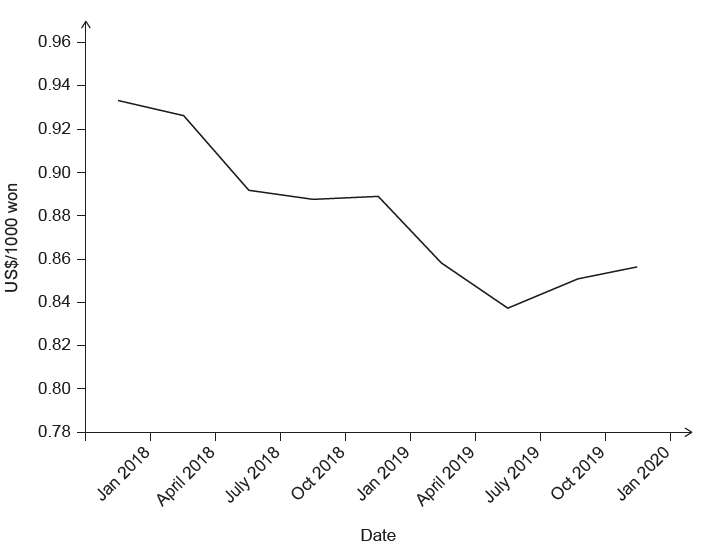 0.96
0.94
0.92
0.90
0.88
0.86
0.84
0.82
0.80
0.78
US$/1000 won
Jan 2018
April 2018
July 2018
Oct 2018
Jan 2019
April 2019
July 2019
Oct 2019
Jan 2020
Date